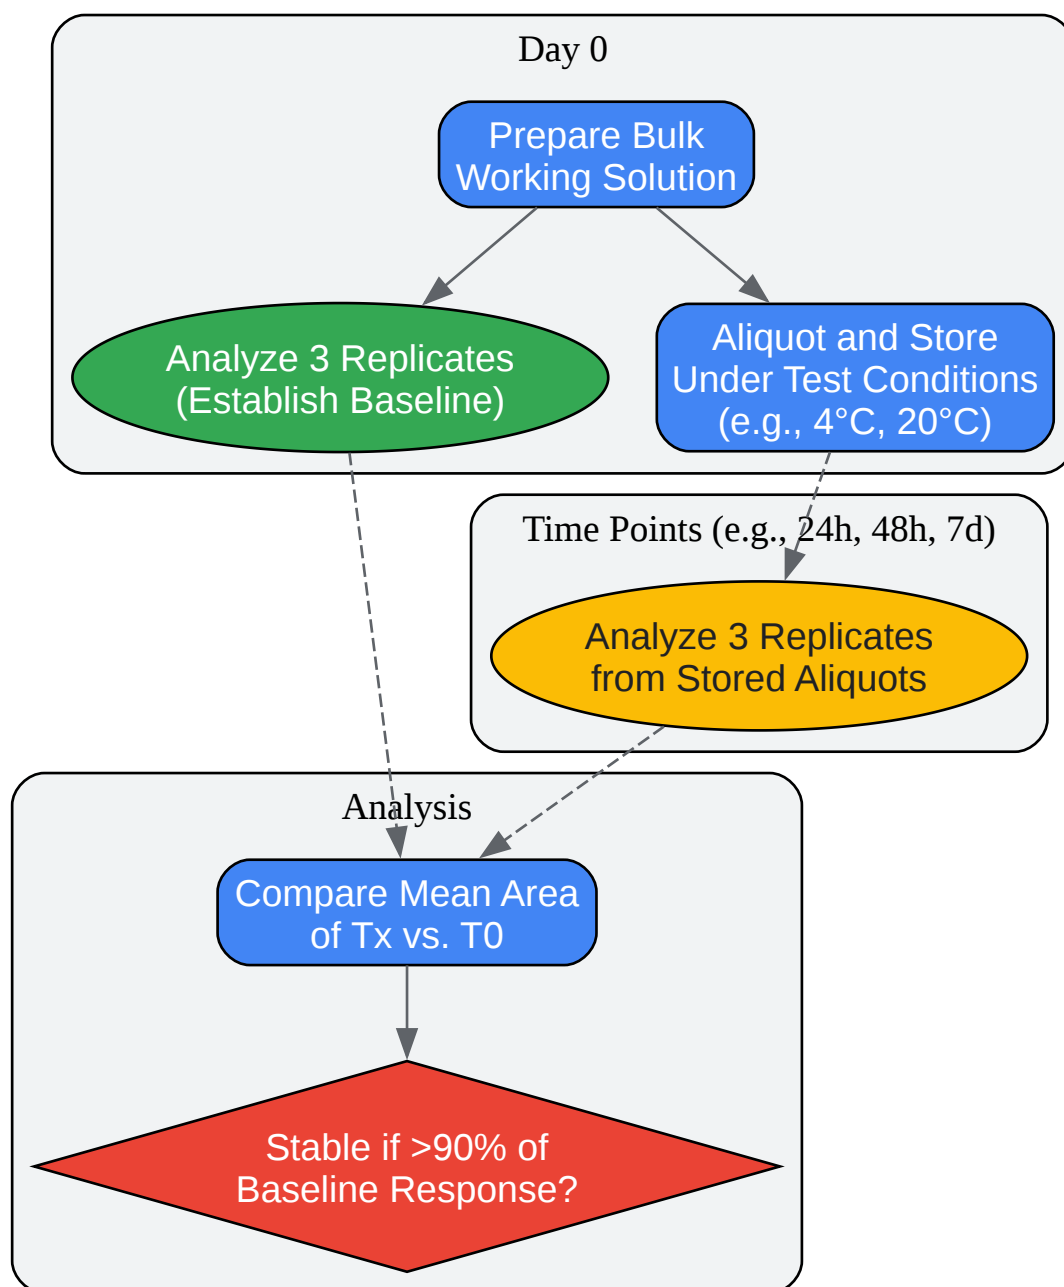 Day 0
Prepare Bulk
Working Solution
Analyze 3 Replicates
(Establish Baseline)
Aliquot and Store
Under Test Conditions
(e.g., 4°C, 20°C)
Time Points (e.g., 24h, 48h, 7d)
Analyze 3 Replicates
from Stored Aliquots
Analysis
Compare Mean Area
of Tx vs. T0
Stable if >90% of
Baseline Response?